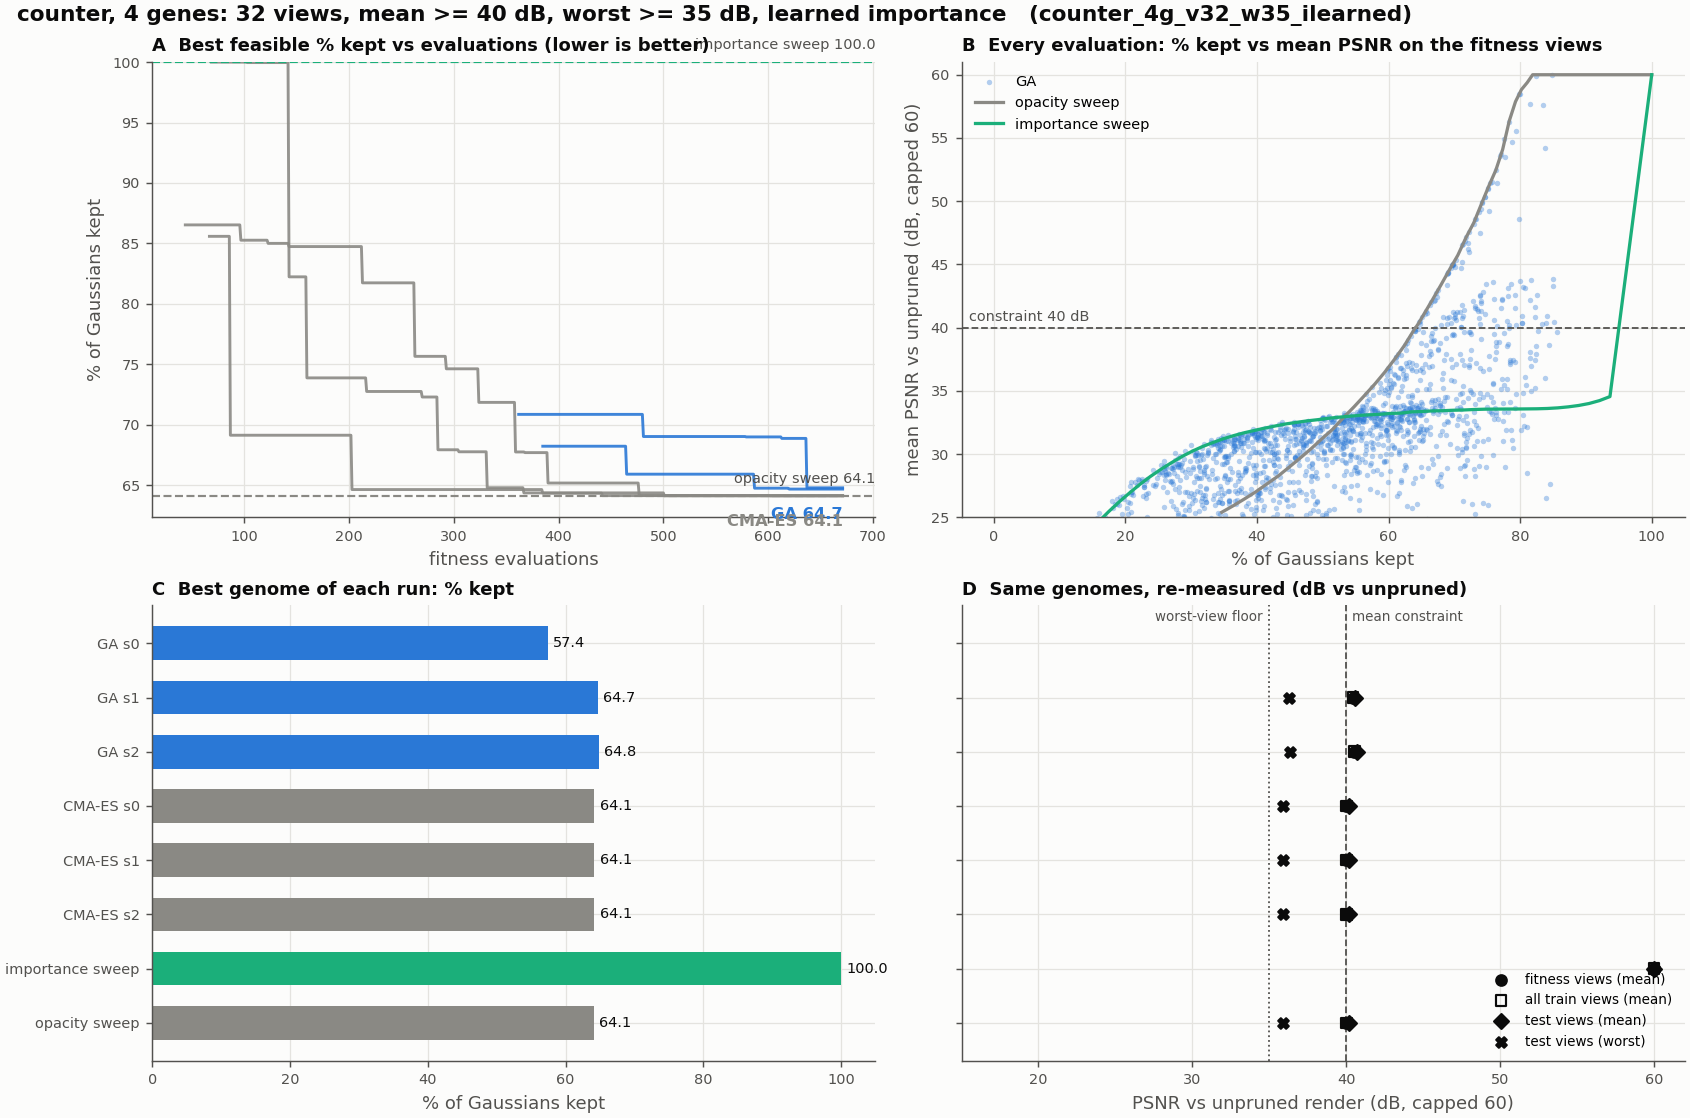 counter, 4 genes: 32 views, mean >= 40 dB, worst >= 35 dB, learned importance (counter_4g_v32_w35_ilearned)
A Best feasible % kept vs evaluations (lower is better)
importance sweep 100.0
100
95
90
85
80
75
70
65
% of Gaussians kept
opacity sweep 64.1
GA 64.7
CMA-ES 64.1
100
200
300
400
500
600
700
fitness evaluations
B Every evaluation: % kept vs mean PSNR on the fitness views
GA
opacity sweep
importance sweep
constraint 40 dB
60
55
50
45
40
35
30
25
mean PSNR vs unpruned (dB, capped 60)
0
20
40
60
80
100
% of Gaussians kept
C Best genome of each run: % kept
GA s0
57.4
GA s1
64.7
GA s2
64.8
CMA-ES s0
64.1
CMA-ES s1
64.1
CMA-ES s2
64.1
importance sweep
100.0
opacity sweep
64.1
0
20
40
60
80
100
% of Gaussians kept
D Same genomes, re-measured (dB vs unpruned)
worst-view floor
mean constraint
fitness views (mean)
all train views (mean)
test views (mean)
test views (worst)
20
30
40
50
60
PSNR vs unpruned render (dB, capped 60)